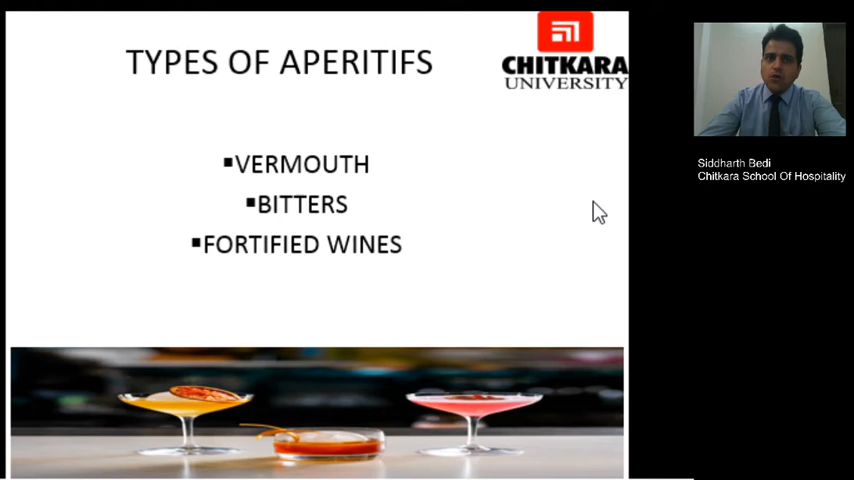 TYPES OF APERITIFS
CHITKARA
UNIVERSITY
▪VERMOUTH
▪BITTERS
▪FORTIFIED WINES
Siddharth Bedi
Chitkara School Of Hospitality